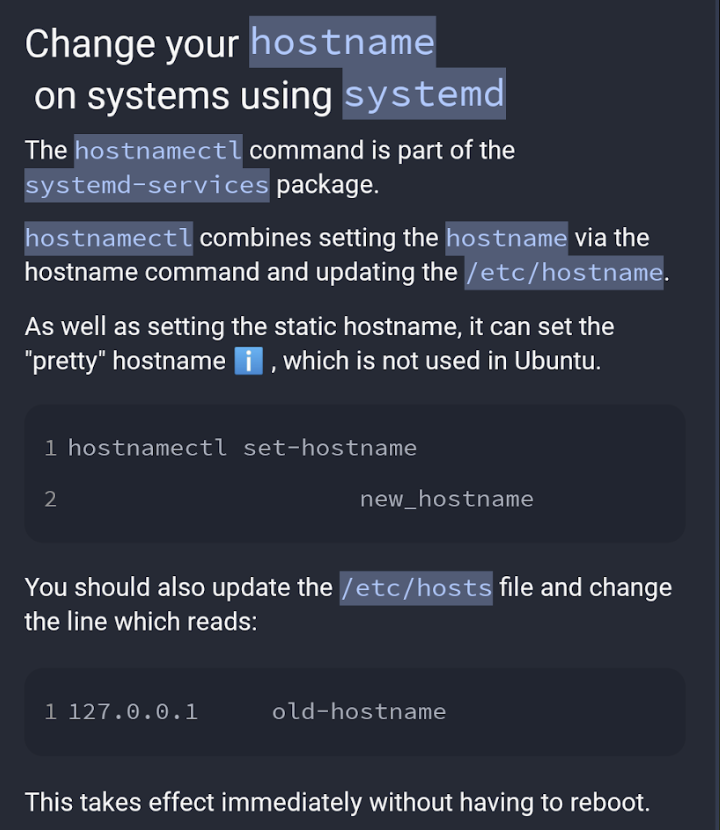 Change your hostname
on systems using systemd
The hostnamectl command is part of the
systemd-services package.
hostnamectl combines setting the hostname via the
hostname command and updating the /etc/hostname.
As well as setting the static hostname, it can set the
"pretty" hostname ℹ️ , which is not used in Ubuntu.
1 hostnamectl set-hostname
2 new_hostname
You should also update the /etc/hosts file and change
the line which reads:
1 127.0.0.1 old-hostname
This takes effect immediately without having to reboot.